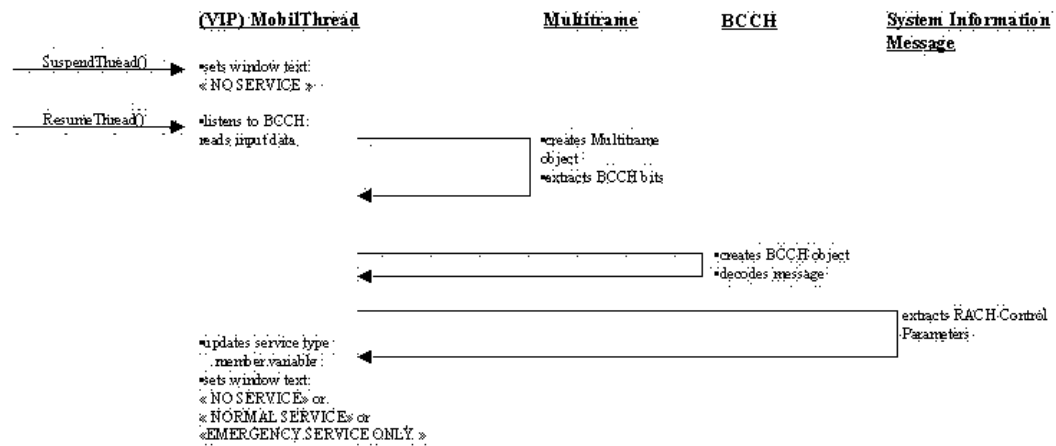 (VIP) MobilThread
Multiframe
BCCH
System Information
Message
SuspendThread()
▪sets window text:
« NO SERVICE »
ResumeThread()
▪listens to BCCH:
reads input data
▪creates Multiframe
object
▪extracts BCCH bits
▪creates BCCH object
▪decodes message
extracts RACH Control
Parameters
▪updates service type
member variable
▪sets window text:
« NO SERVICE» or
« NORMAL SERVICE» or
«EMERGENCY SERVICE ONLY »